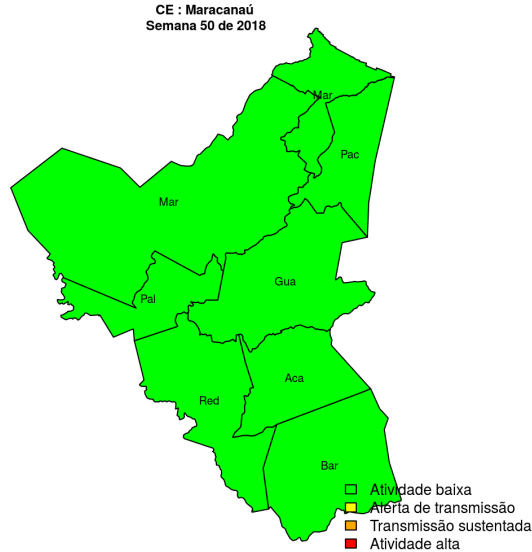 CE : Maracanaú
Semana 50 de 2018
Mar
Pac
Mar
Gua
Pal
Aca
Red
Bar
Atividade baixa
Alerta de transmissão
Transmissão sustentada
Atividade alta